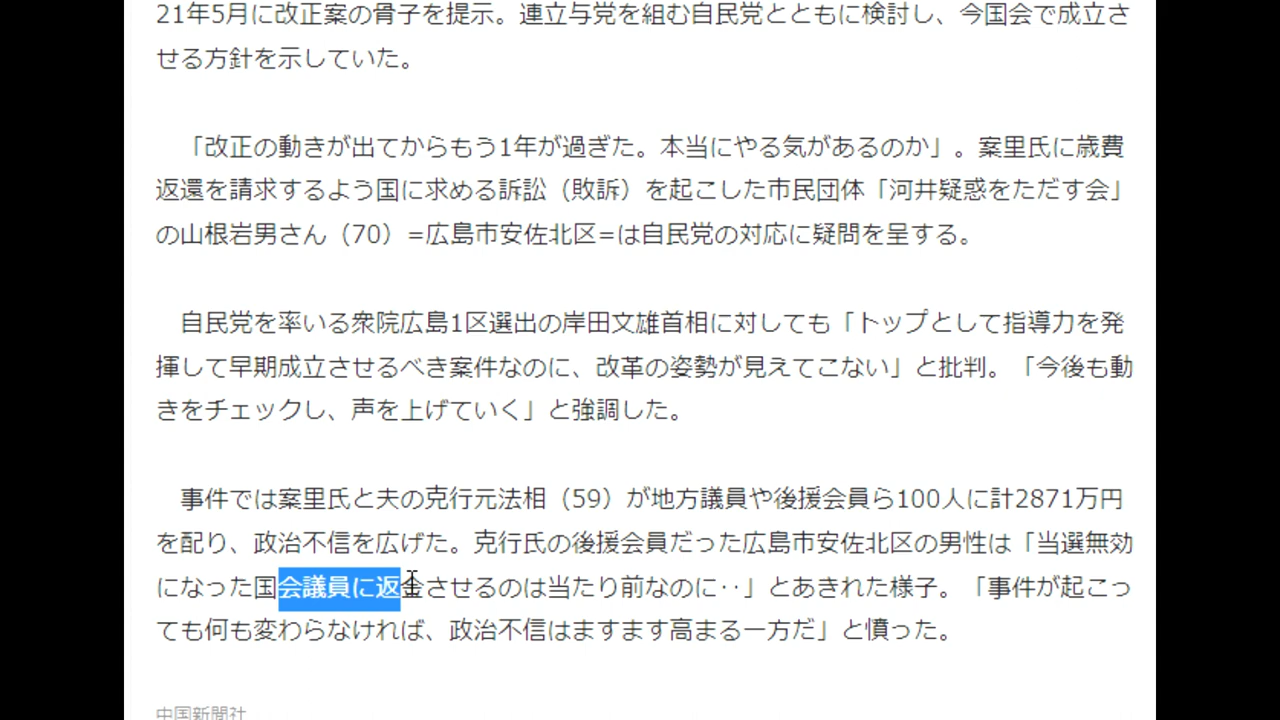 21年5月に改正案の骨子を提示。連立与党を組む自民党とともに検討し、今国会で成立さ
せる方針を示していた。
「改正の動きが出てからもう1年が過ぎた。本当にやる気があるのか」。案里氏に歳費
返還を請求するよう国に求める訴訟（敗訴）を起こした市民団体「河井疑惑をただす会」
の山根岩男さん（70）=広島市安佐北区=は自民党の対応に疑問を呈する。
自民党を率いる衆院広島1区選出の岸田文雄首相に対しても「トップとして指導力を発
揮して早期成立させるべき案件なのに、改革の姿勢が見えてこない」と批判。「今後も動
きをチェックし、声を上げていく」と強調した。
事件では案里氏と夫の克行元法相（59）が地方議員や後援会員ら100人に計2871万円
を配り、政治不信を広げた。克行氏の後援会員だった広島市安佐北区の男性は「当選無効
になった国会議員に返金させるのは当たり前なのに‥」とあきれた様子。「事件が起こっ
ても何も変わらなければ、政治不信はますます高まる一方だ」と憤った。
中国新聞社